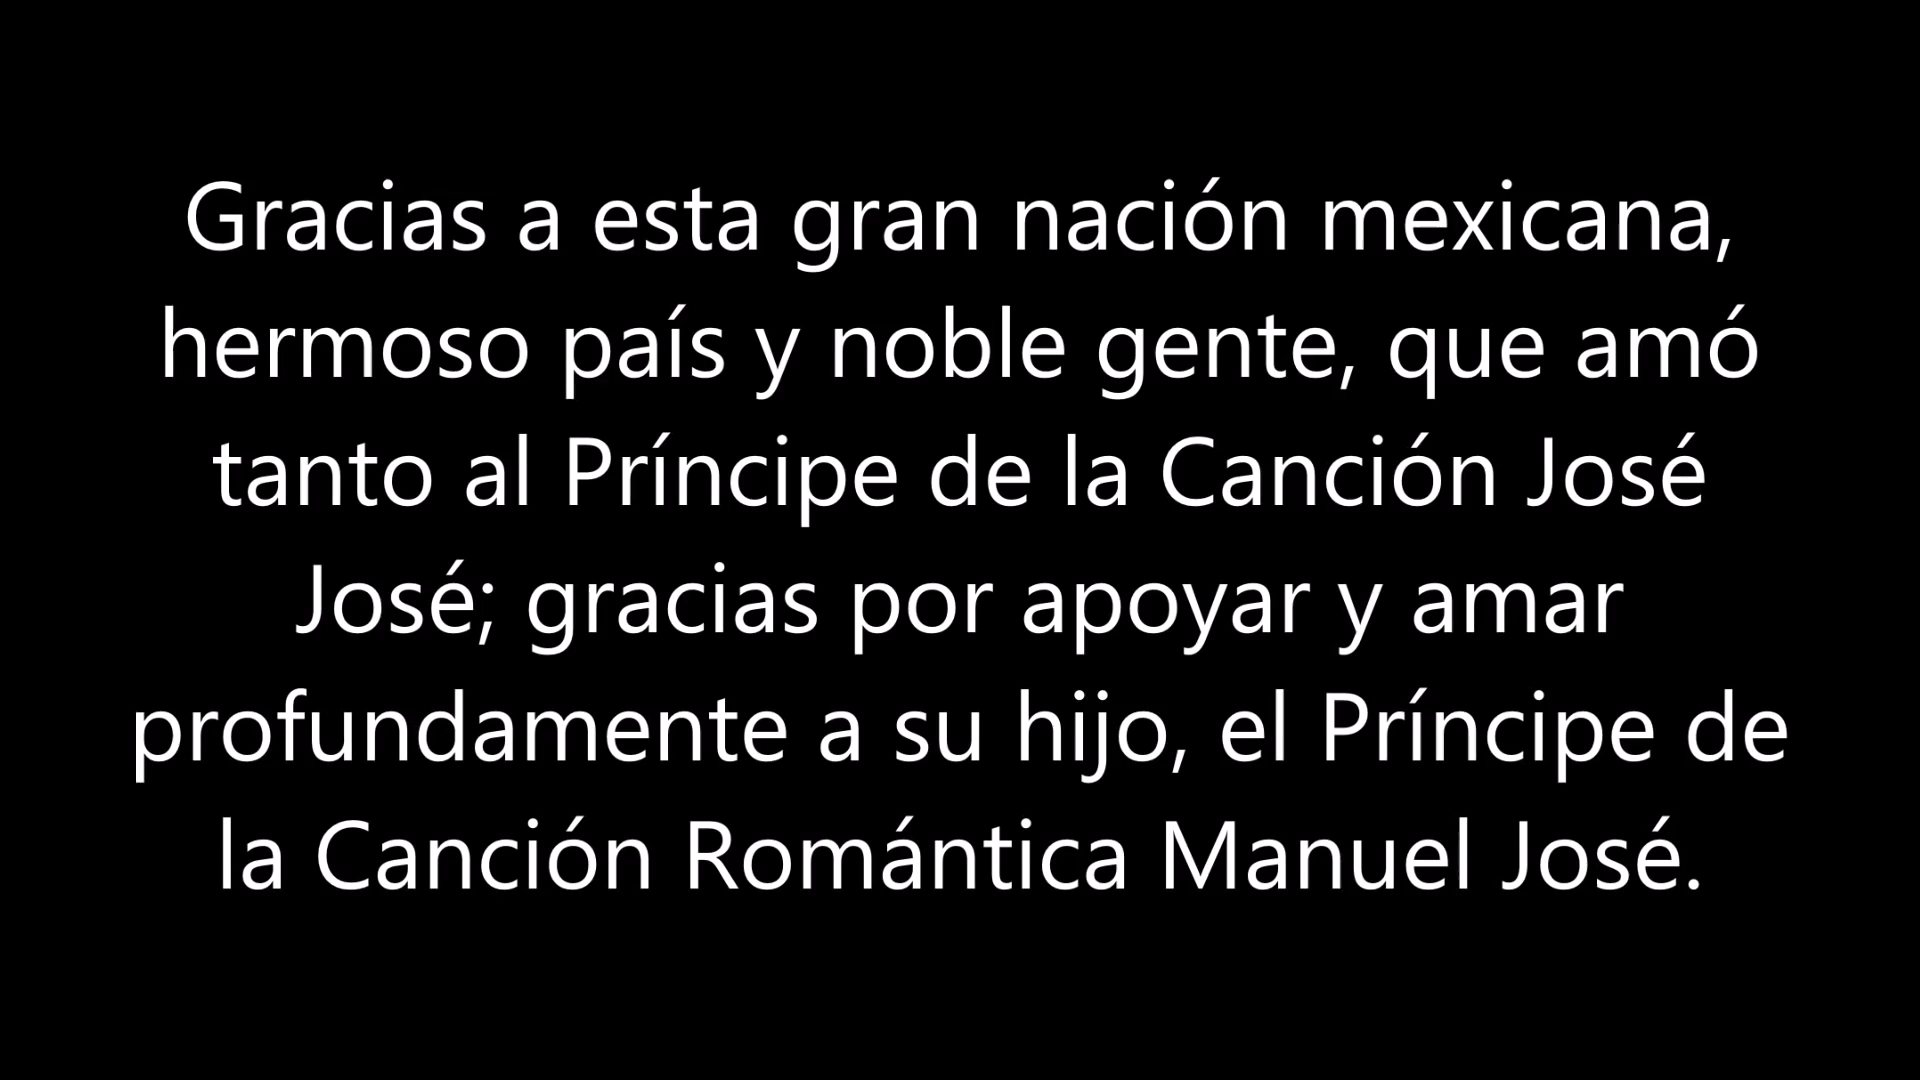 Gracias a esta gran nación mexicana,
hermoso país y noble gente, que amó
tanto al Príncipe de la Canción José
José; gracias por apoyar y amar
profundamente a su hijo, el Príncipe de
la Canción Romántica Manuel José.